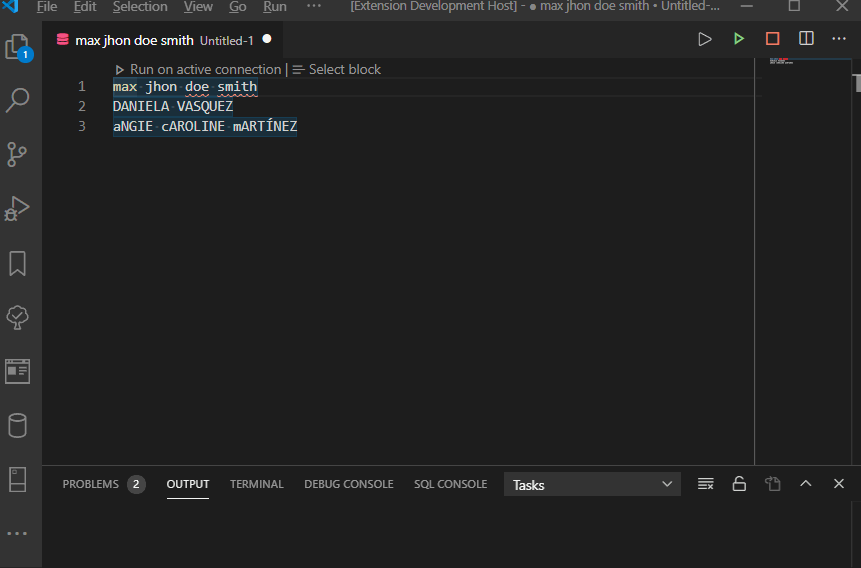 File Edit Selection View Go Run ··· [Extension Development Host] - ● max jhon doe smith • Untitled-...
max jhon doe smith Untitled-1 ●
1
Run on active connection | Select block
1 max·jhon·doe·smith
2 DANIELA·VASQUEZ
3 aNGIE·cAROLINE·mARTÍNEZ
PROBLEMS 2 OUTPUT TERMINAL DEBUG CONSOLE SQL CONSOLE Tasks